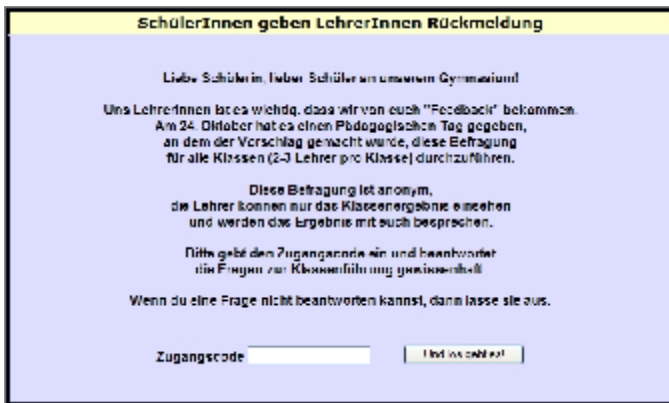 SchülerInnen geben LehrerInnen Rückmeldung
Liebe Schülerin, lieber Schüler an unserem Gymnasium!
Uns LehrerInnen ist es wichtig, dass wir von euch "Feedback" bekommen.
Am 24. Oktober hat es einen Pädagogischen Tag gegeben,
an dem der Vorschlag gemacht wurde, diese Befragung
für alle Klassen (2-3 Lehrer pro Klasse) durchzuführen.
Diese Befragung ist anonym,
die Lehrer können nur das Klassenergebnis einsehen
und werden das Ergebnis mit euch besprechen.
Bitte gebt den Zugangscode ein und beantwortet
die Fragen zur Klassenführung gewissenhaft.
Wenn du eine Frage nicht beantworten kannst, dann lasse sie aus.
Zugangscode
Und los geht es!